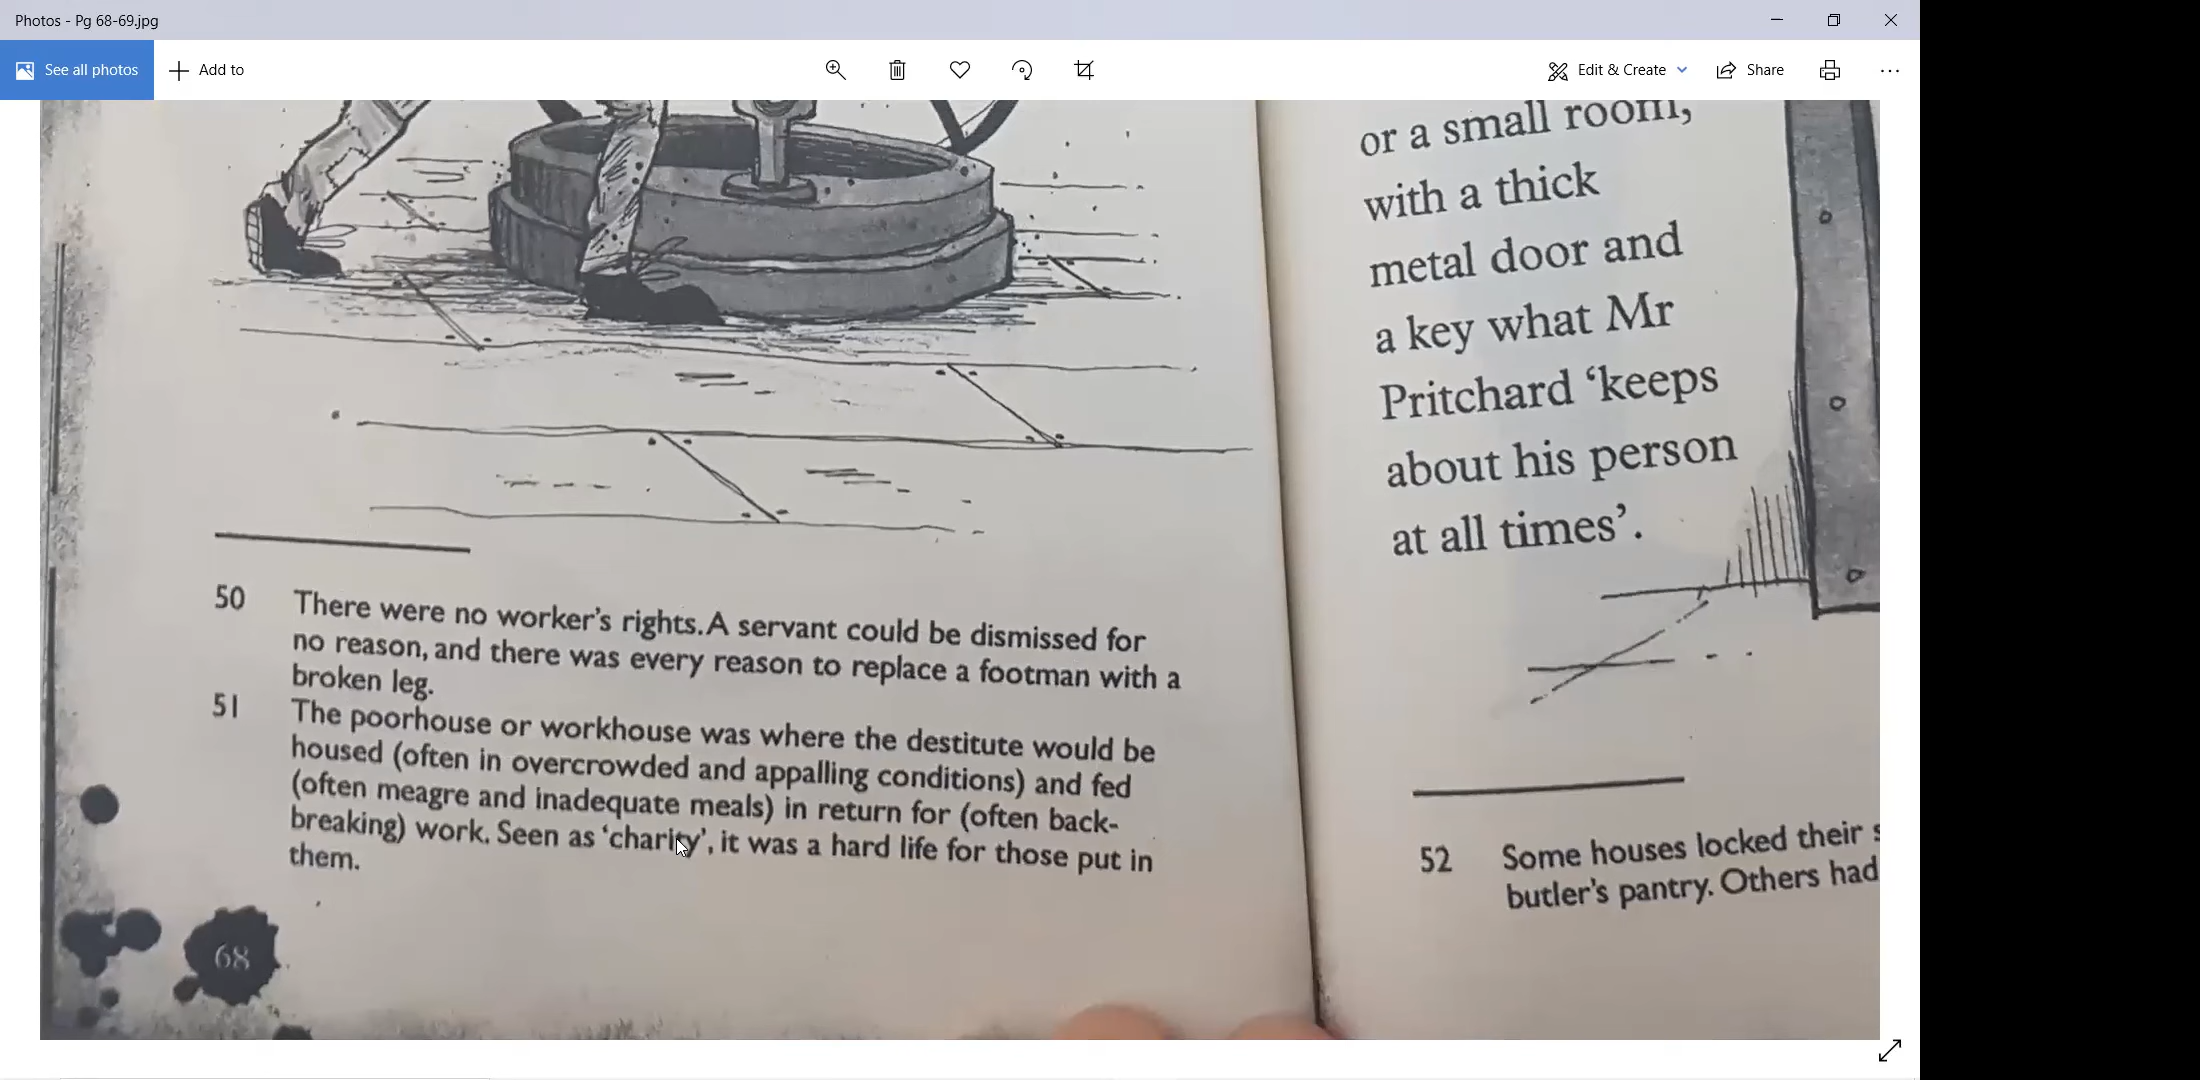 Photos - Pg 68-69.jpg
See all photos
Add to
Edit & Create
Share
or a small room,
with a thick
metal door and
a key what Mr
Pritchard ‘keeps
about his person
at all times’.
50 There were no worker’s rights. A servant could be dismissed for
no reason, and there was every reason to replace a footman with a
broken leg.
51 The poorhouse or workhouse was where the destitute would be
housed (often in overcrowded and appalling conditions) and fed
(often meagre and inadequate meals) in return for (often back-
breaking) work. Seen as ‘charity’, it was a hard life for those put in
them.
68
52 Some houses locked their
butler’s pantry. Others had